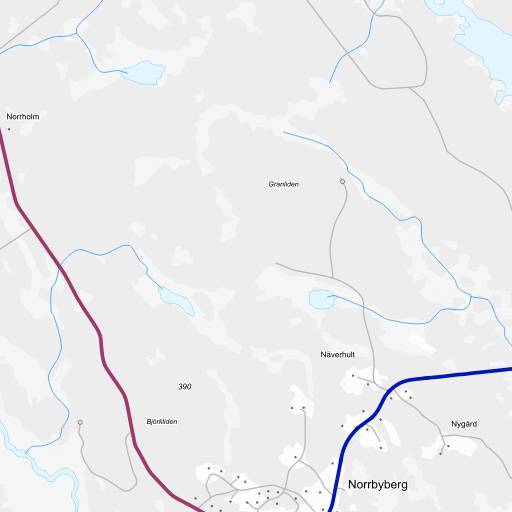 Norrholm
Granliden
Näverhult
390
Björkliden
Nygård
Norrbyberg